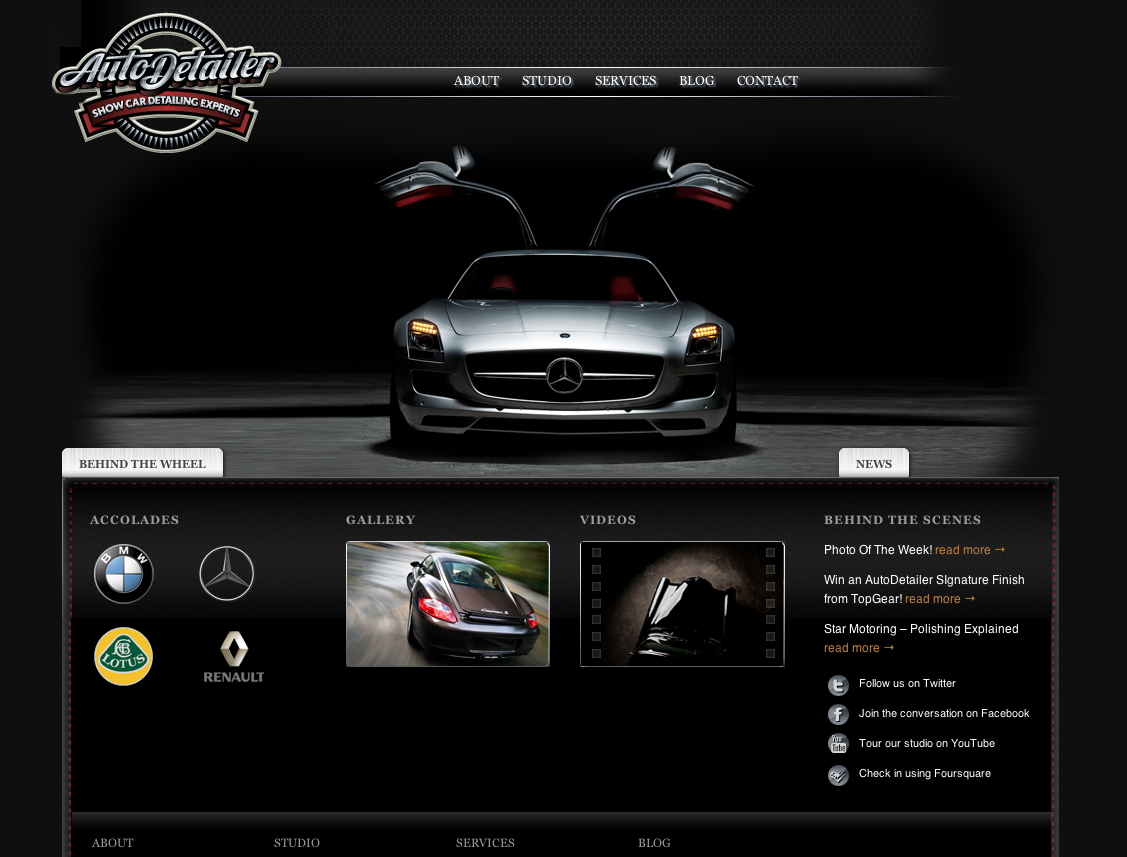 AutoDetailer
SHOW CAR DETAILING EXPERTS
ABOUT STUDIO SERVICES BLOG CONTACT
BEHIND THE WHEEL
NEWS
ACCOLADES
GALLERY
VIDEOS
BEHIND THE SCENES
BMW
LOTUS
RENAULT
Carrera S
Photo Of The Week! read more →
Win an AutoDetailer SIgnature Finish
from TopGear! read more →
Star Motoring – Polishing Explained
read more →
Follow us on Twitter
Join the conversation on Facebook
You
Tube
Tour our studio on YouTube
Check in using Foursquare
ABOUT STUDIO SERVICES BLOG